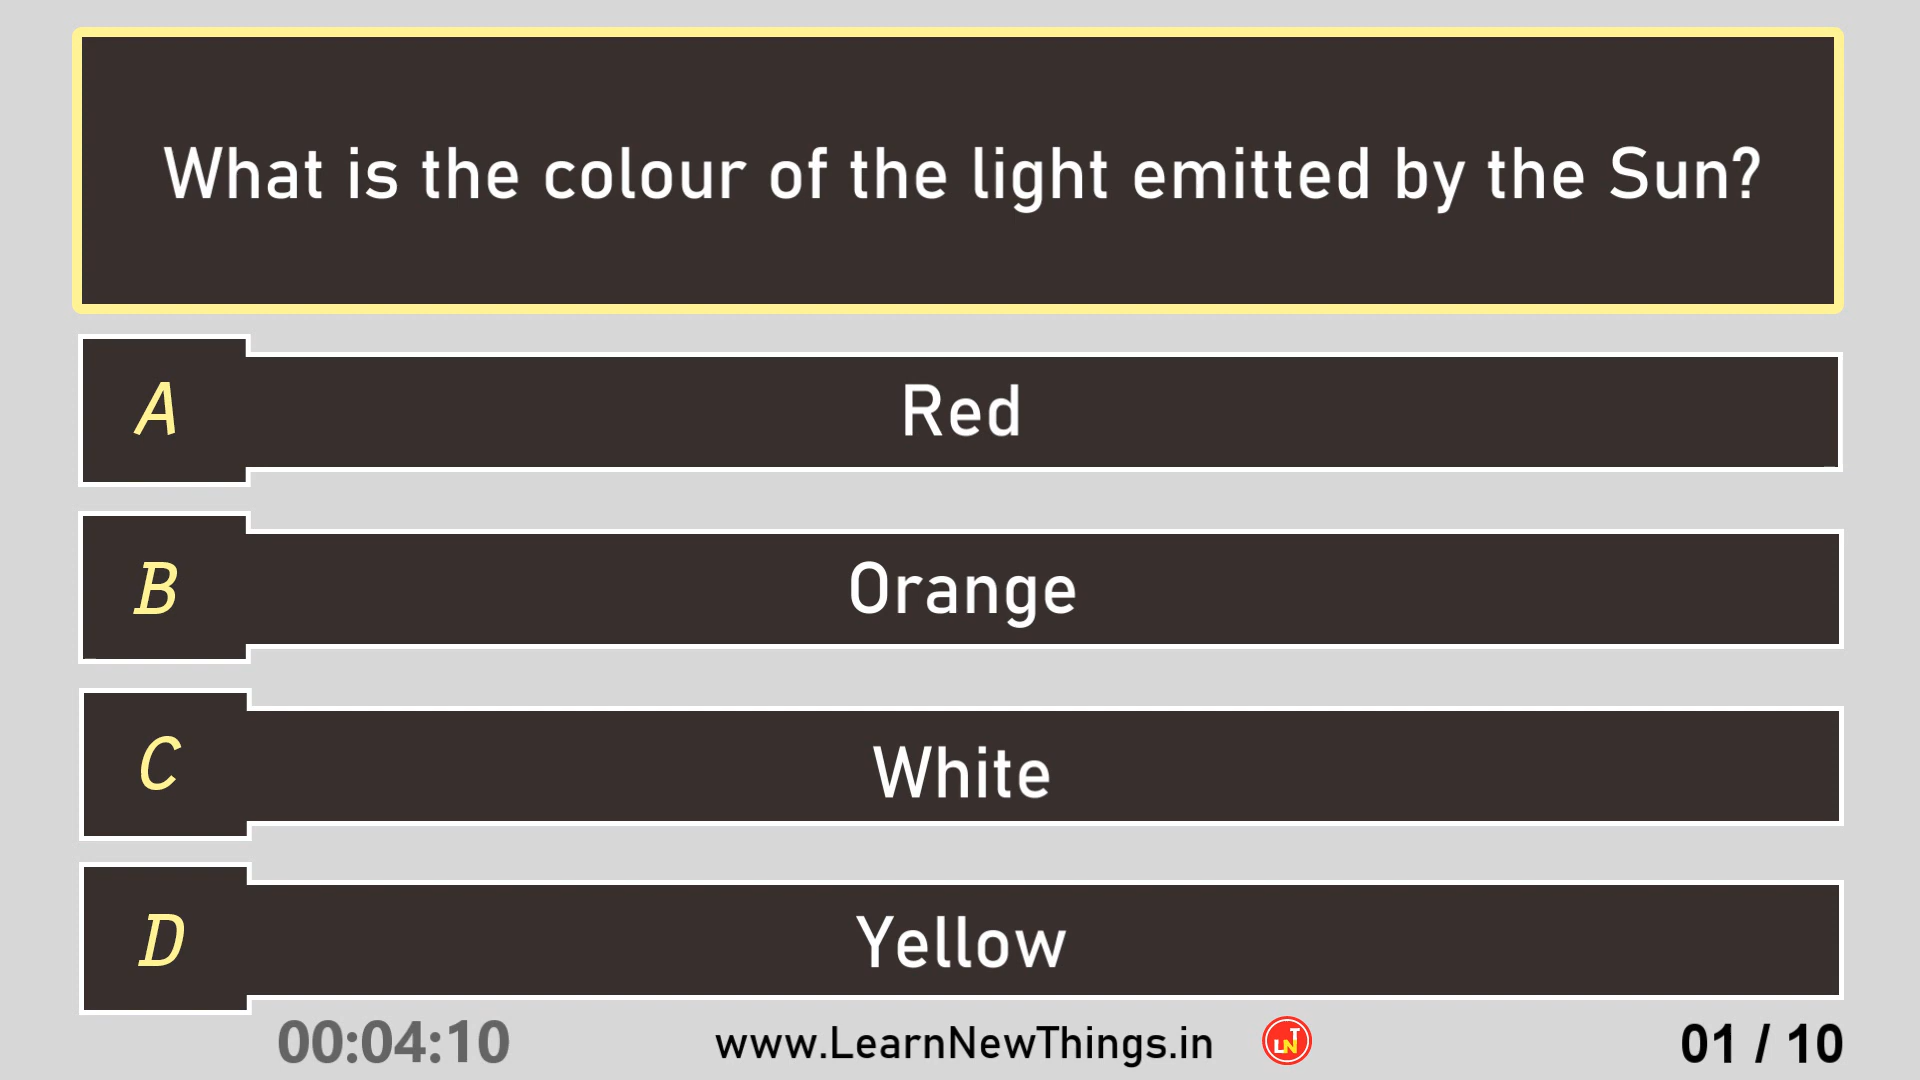 What is the colour of the light emitted by the Sun?
A
Red
B
Orange
C
White
D
Yellow
00:04:10
www.LearnNewThings.in
LNT
01 / 10